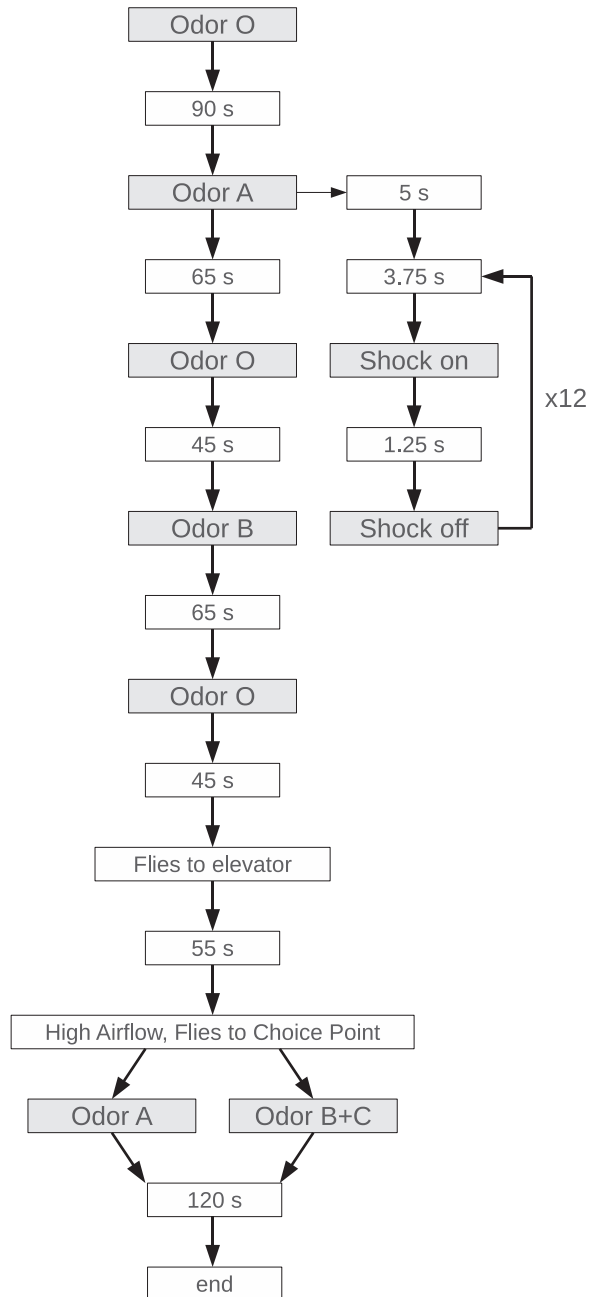 Odor O
90 s
Odor A
5 s
65 s
3.75 s
Odor O
Shock on
x12
45 s
1.25 s
Odor B
Shock off
65 s
Odor O
45 s
Flies to elevator
55 s
High Airflow, Flies to Choice Point
Odor A
Odor B+C
120 s
end